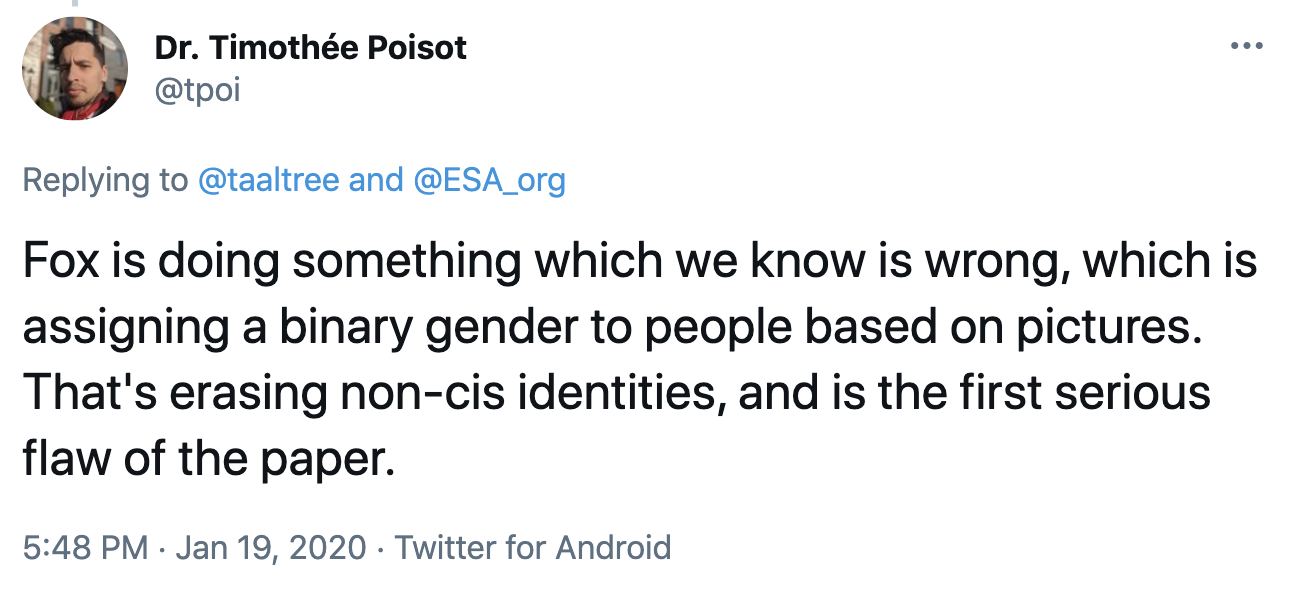 Dr. Timothée Poisot
@tpoi
Replying to @taaltree and @ESA_org
Fox is doing something which we know is wrong, which is
assigning a binary gender to people based on pictures.
That's erasing non-cis identities, and is the first serious
flaw of the paper.
5:48 PM · Jan 19, 2020 · Twitter for Android